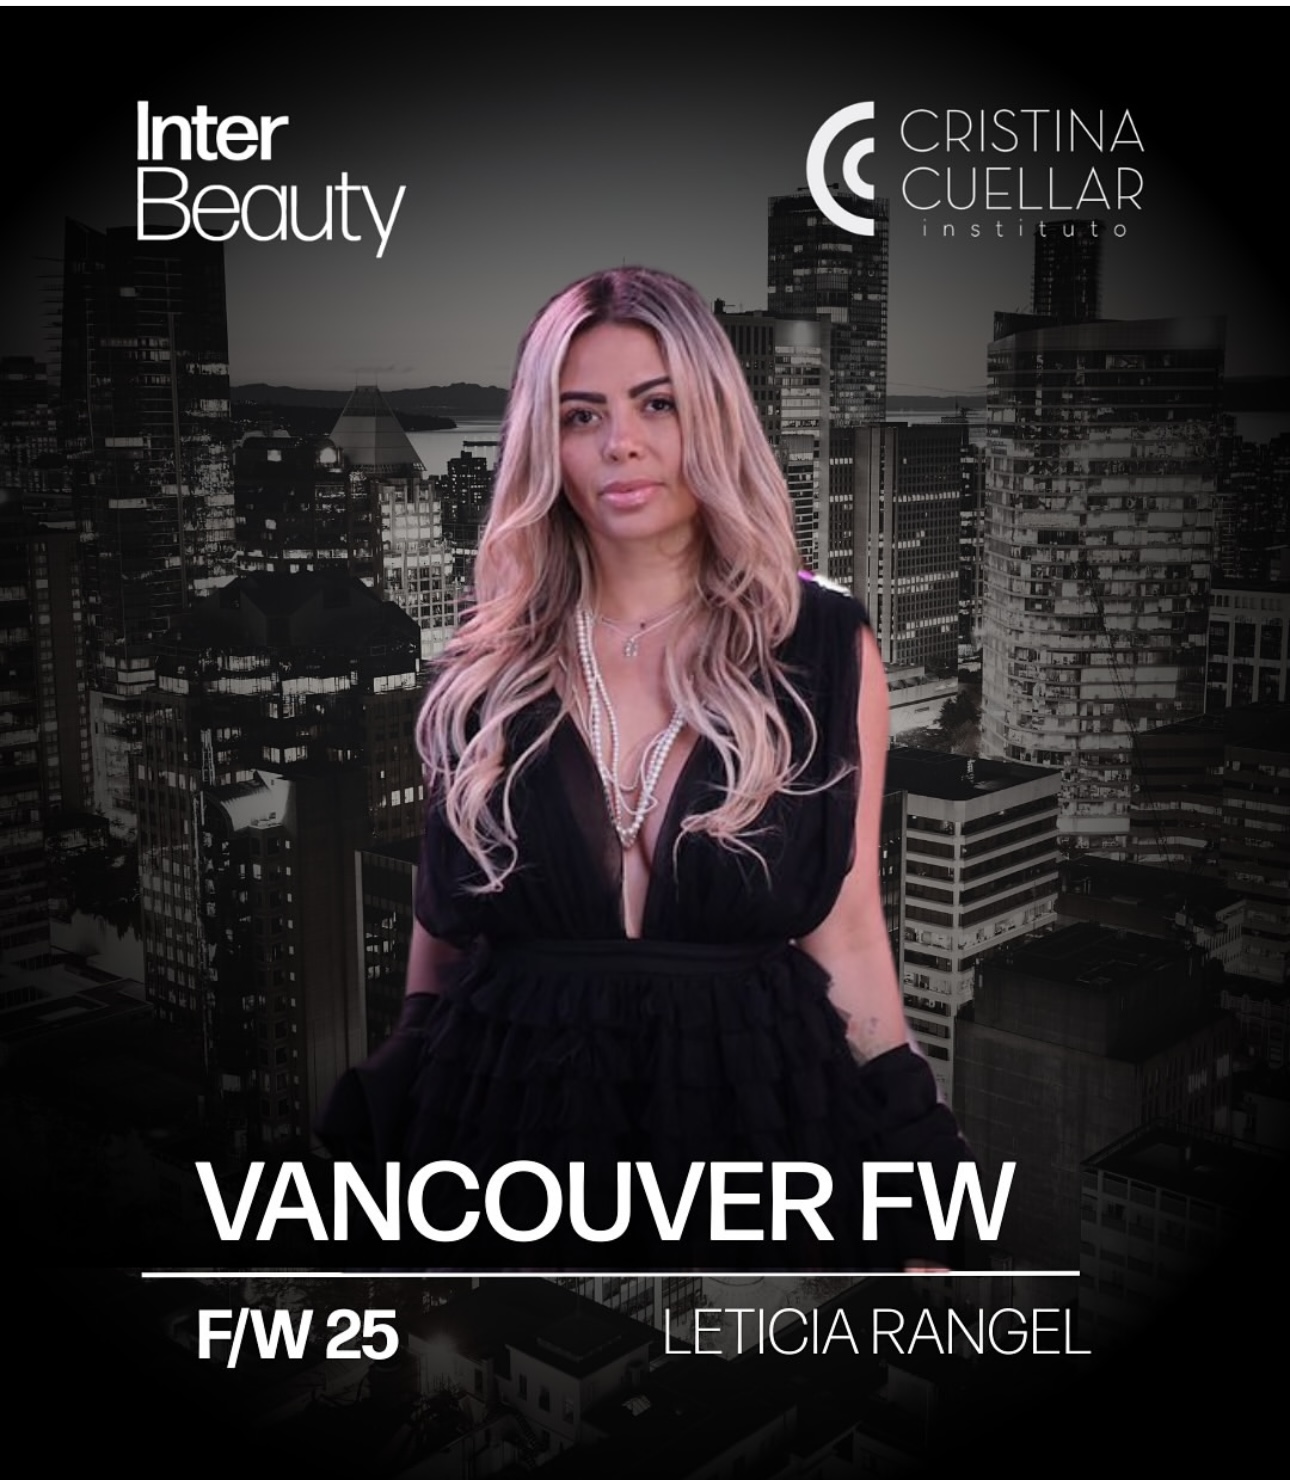 Inter
Beauty
CRISTINA
CUELLAR
instituto
VANCOUVER FW
F/W 25
LETICIA RANGEL